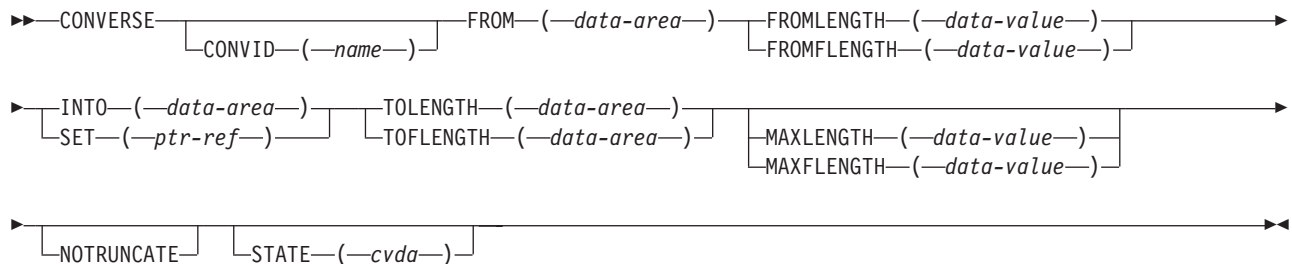 CONVERSE CONVID ( name ) FROM ( data-area ) FROMLENGTH ( data-value )
FROMFLENGTH ( data-value )
INTO ( data-area ) TOLENGTH ( data-area )
SET ( ptr-ref ) TOFLENGTH ( data-area ) MAXLENGTH ( data-value )
MAXFLENGTH ( data-value )
NOTRUNCATE STATE ( cvda )